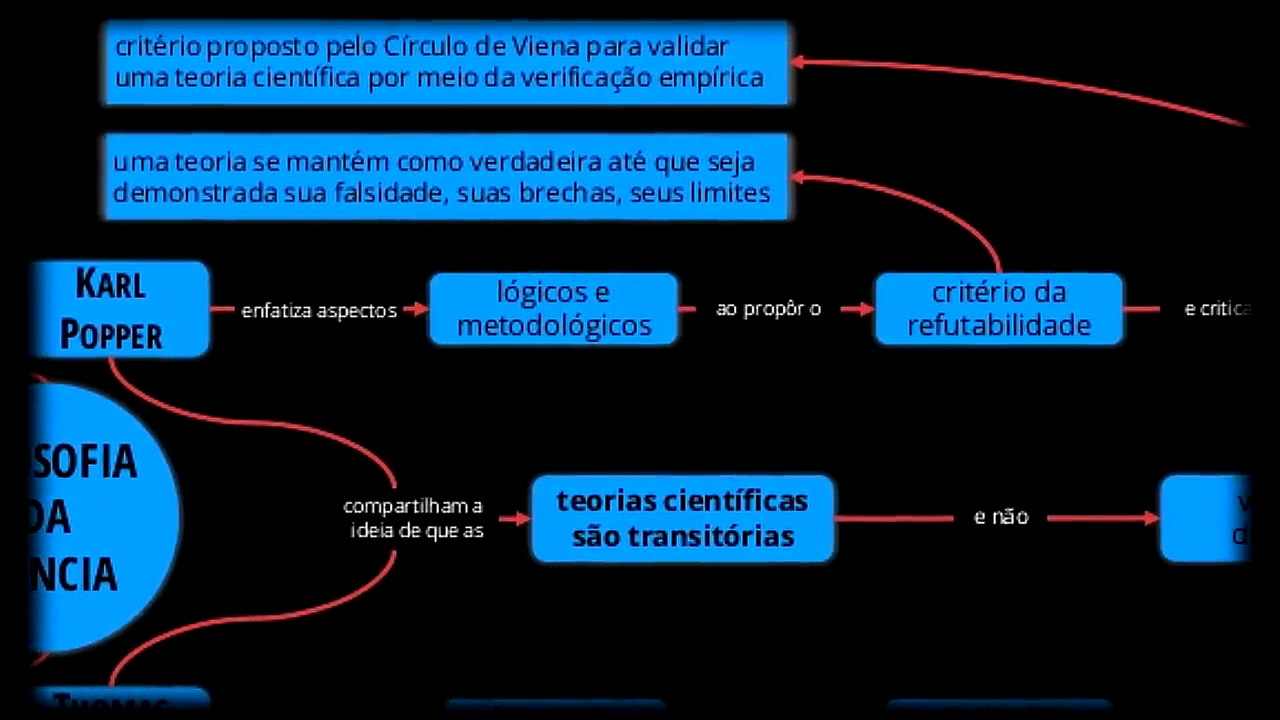 critério proposto pelo Círculo de Viena para validar
uma teoria científica por meio da verificação empírica
uma teoria se mantém como verdadeira até que seja
demonstrada sua falsidade, suas brechas, seus limites
KARL
POPPER
enfatiza aspectos
lógicos e
metodológicos
ao propôr o
critério da
refutabilidade
e critica
SOFIA
DA
NCIA
compartilham a
ideia de que as
teorias científicas
são transitórias
e não
THOMAS